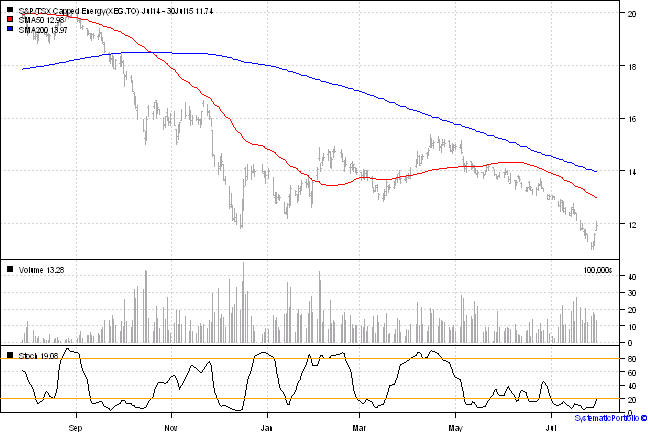 S&P/TSX Capped Energy(XEG.TO) Jul14 - 30Jul15 11.74
SMA50 12.98
SMA200 13.97
20
18
16
14
12
Volume 13.28
100,000s
40
30
20
10
0
Stoch 19.08
80
60
40
20
0
Sep
Nov
Jan
Mar
May
Jul
SystematicPortfolio ©